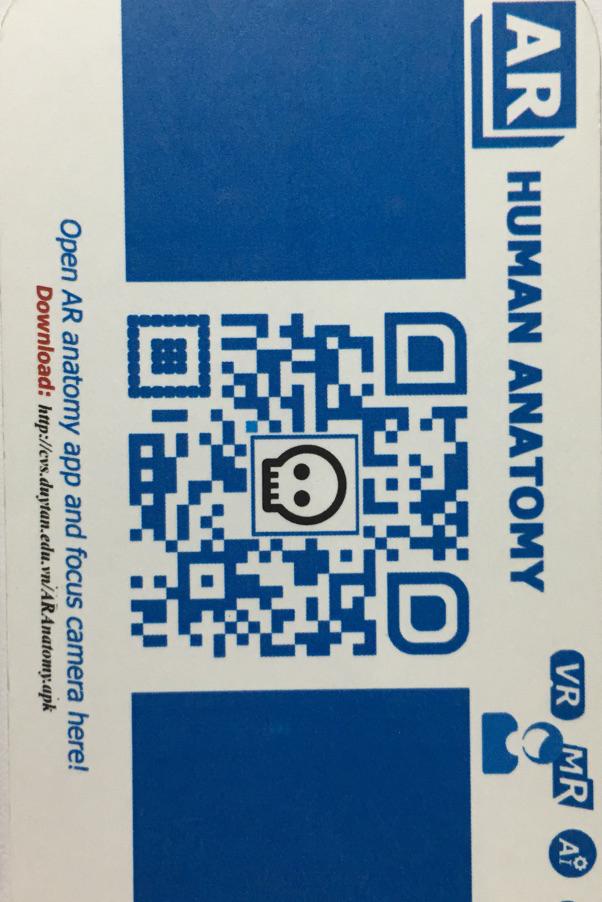 AR
HUMAN ANATOMY
VR
MR
AI
Open AR anatomy app and focus camera here!
Download: http://cvs.duytan.edu.vn/ARAnatomy.apk